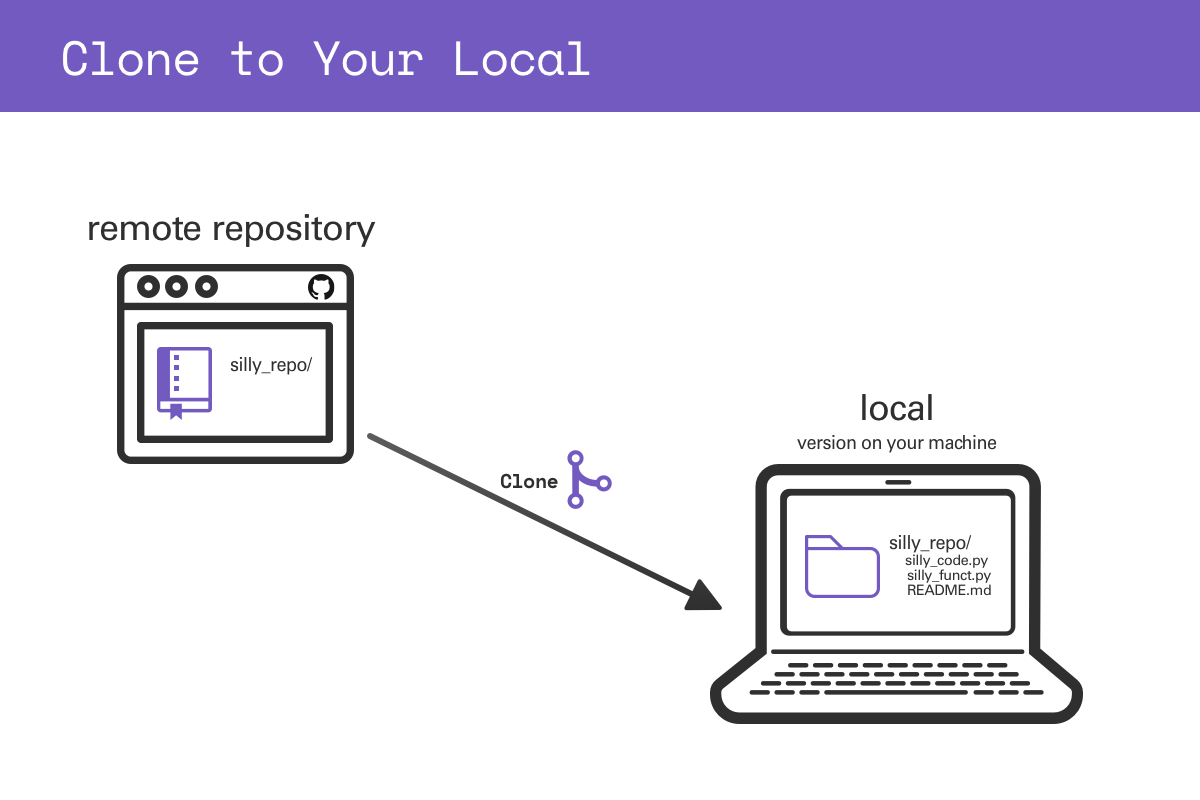 Clone to Your Local
remote repository
silly_repo/
Clone
local
version on your machine
silly_repo/
silly_code.py
silly_funct.py
README.md